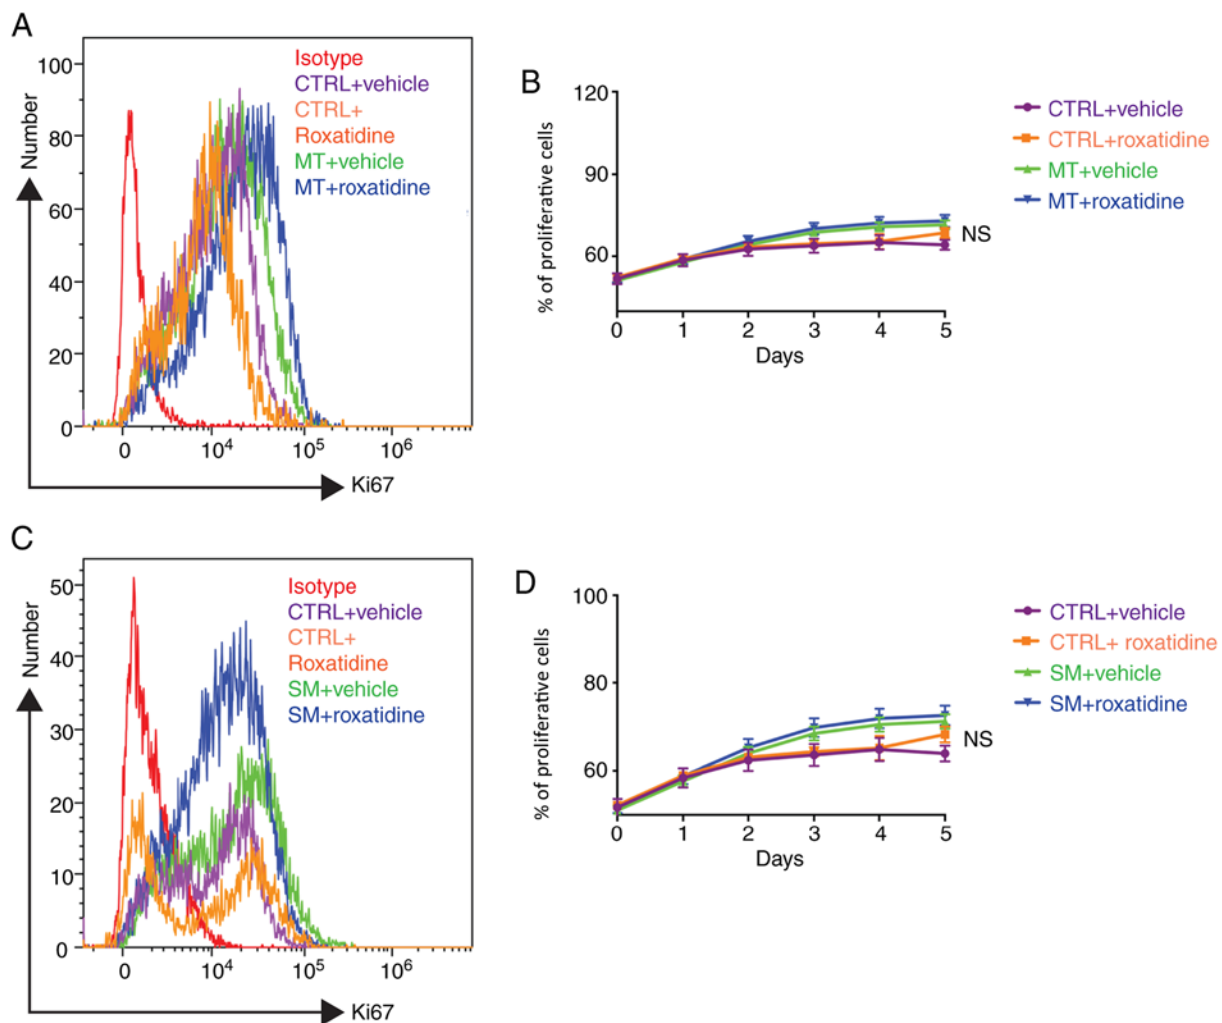 A
Number
100
80
60
40
20
0
Isotype
CTRL+vehicle
CTRL+
Roxatidine
MT+vehicle
MT+roxatidine
0 10⁴ 10⁵ 10⁶
Ki67
B
% of proliferative cells
120
90
60
0 1 2 3 4 5
Days
NS
CTRL+vehicle
CTRL+roxatidine
MT+vehicle
MT+roxatidine
C
Number
50
40
30
20
10
0
Isotype
CTRL+vehicle
CTRL+
Roxatidine
SM+vehicle
SM+roxatidine
0 10⁴ 10⁵ 10⁶
Ki67
D
% of proliferative cells
100
80
60
0 1 2 3 4 5
Days
NS
CTRL+vehicle
CTRL+ roxatidine
SM+vehicle
SM+roxatidine